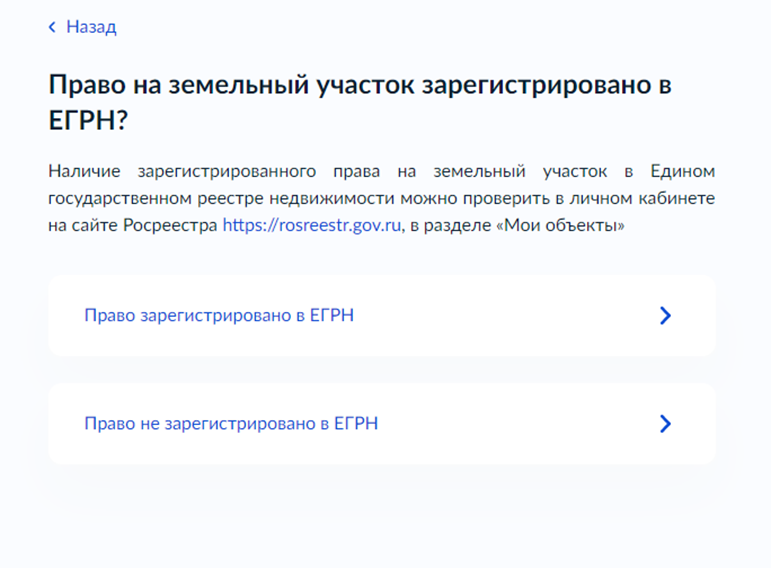 Назад
Право на земельный участок зарегистрировано в
ЕГРН?
Наличие зарегистрированного права на земельный участок в Едином
государственном реестре недвижимости можно проверить в личном кабинете
на сайте Росреестра https://rosreestr.gov.ru, в разделе «Мои объекты»
Право зарегистрировано в ЕГРН
Право не зарегистрировано в ЕГРН